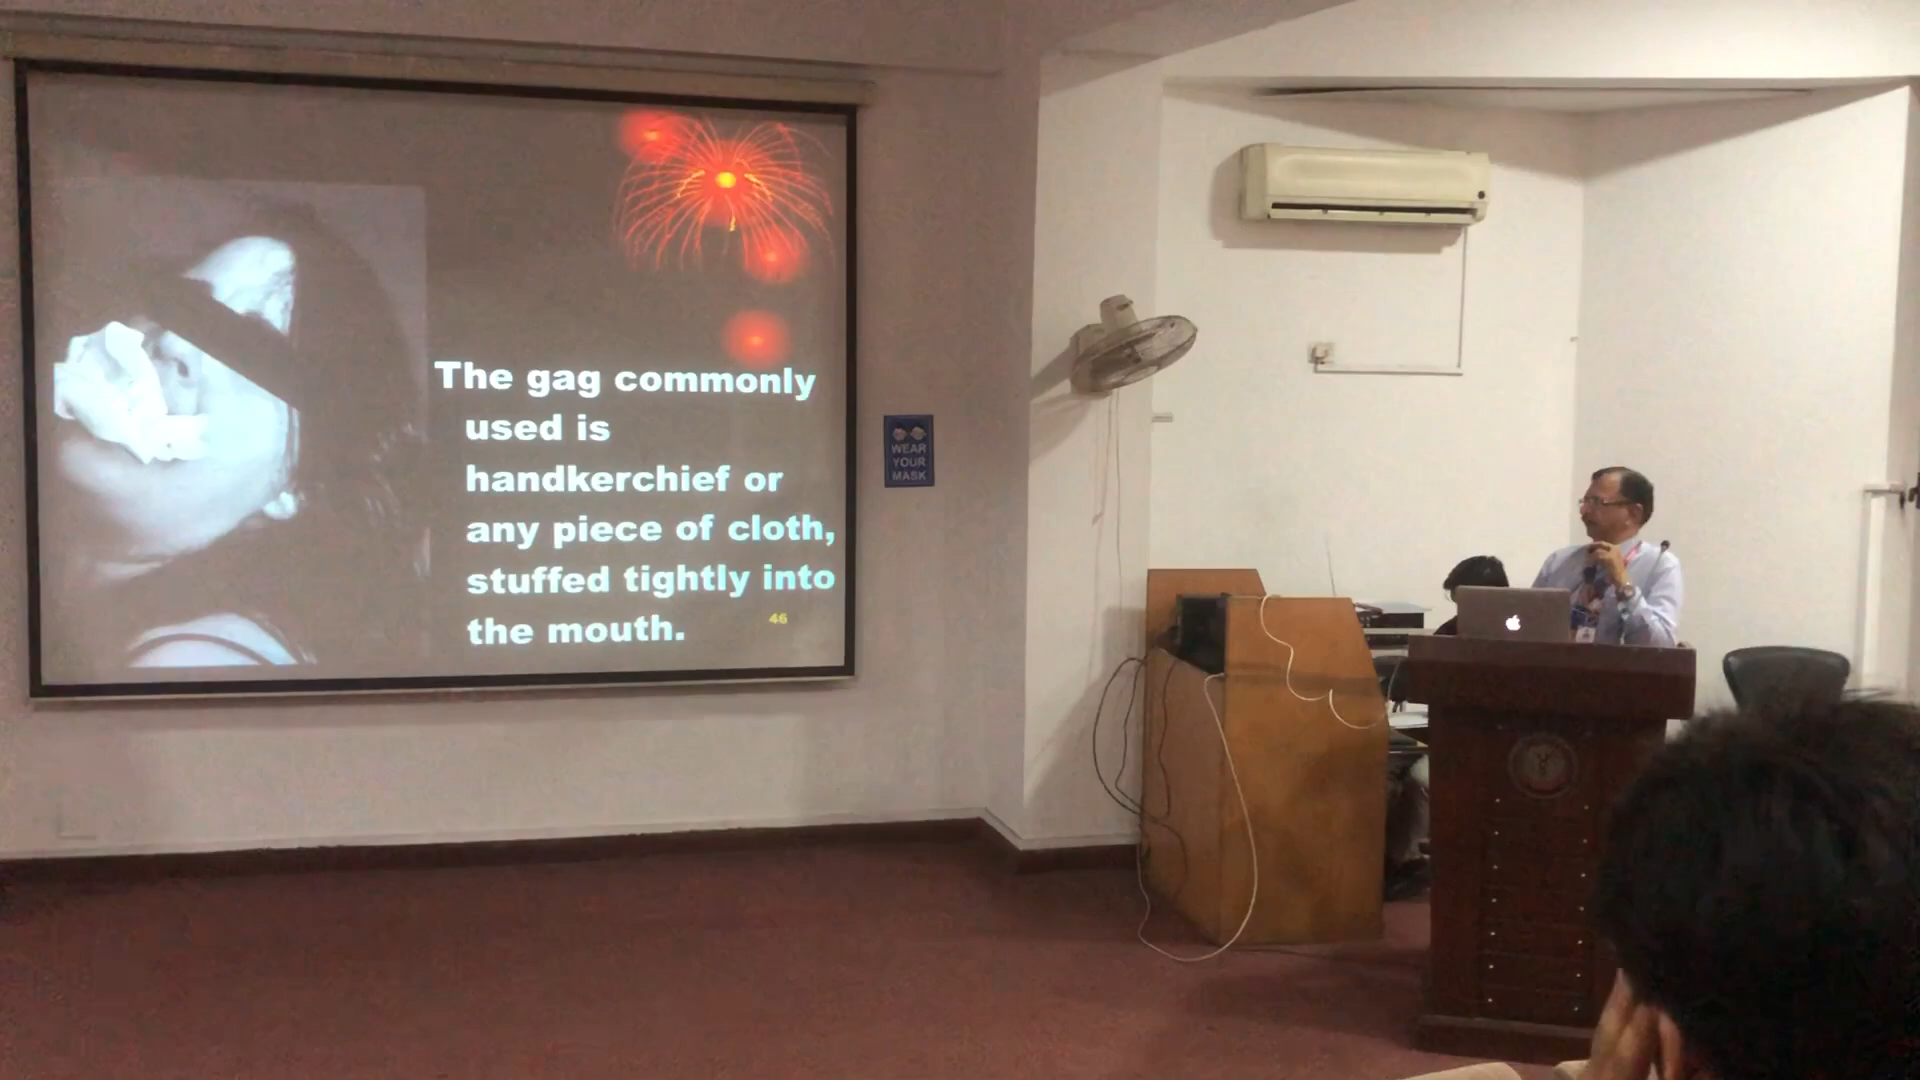 The gag commonly
used is
handkerchief or
any piece of cloth,
stuffed tightly into
the mouth.
46
WEAR
YOUR
MASK